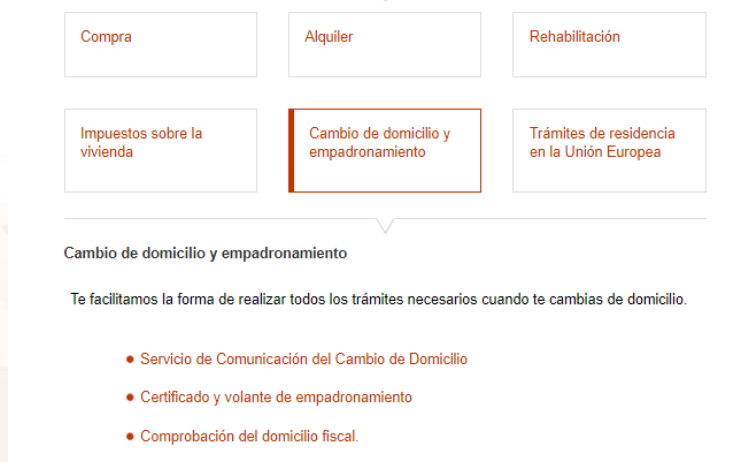 Compra
Alquiler
Rehabilitación
Impuestos sobre la
vivienda
Cambio de domicilio y
empadronamiento
Trámites de residencia
en la Unión Europea
Cambio de domicilio y empadronamiento
Te facilitamos la forma de realizar todos los trámites necesarios cuando te cambias de domicilio.
Servicio de Comunicación del Cambio de Domicilio
Certificado y volante de empadronamiento
Comprobación del domicilio fiscal.